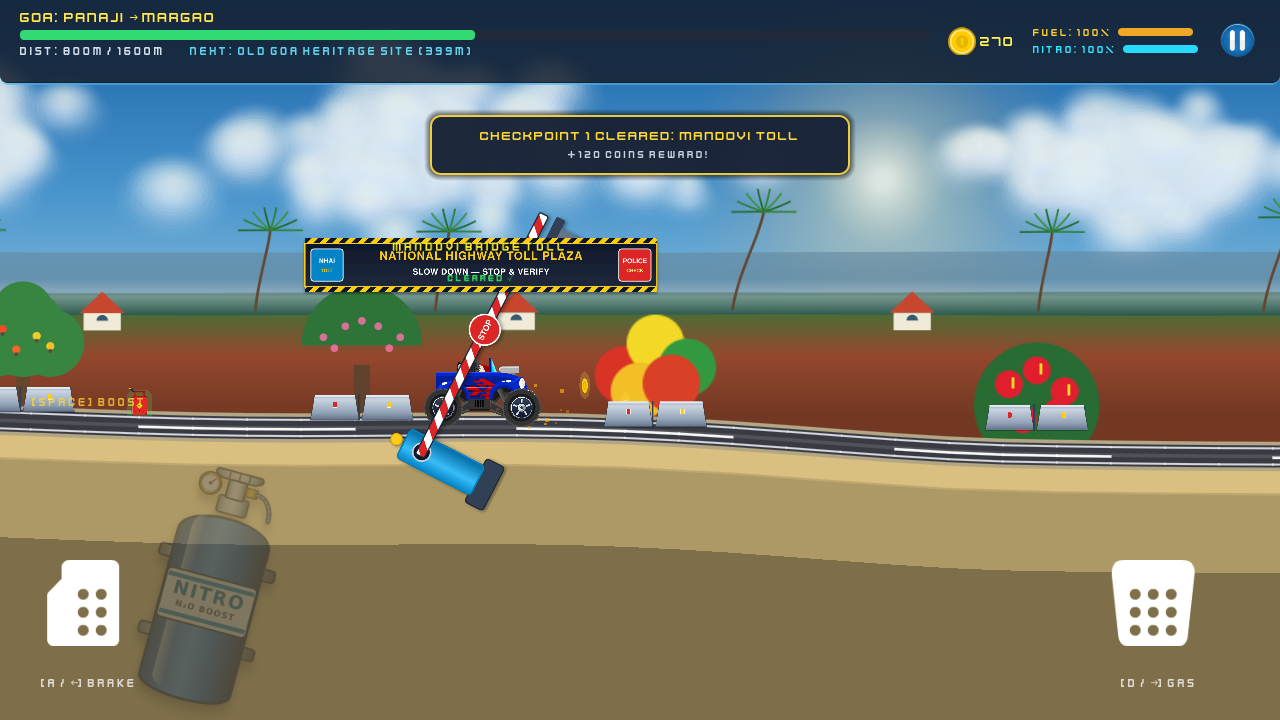 GOA: PANAJI → MARGAO
DIST: 800M / 1600M NEXT: OLD GOA HERITAGE SITE (399M)
270
FUEL: 100%
NITRO: 100%
CHECKPOINT 1 CLEARED: MANDOVI TOLL
+120 COINS REWARD!
MANDOVI BRIDGE TOLL
NHAI
TOLL
NATIONAL HIGHWAY TOLL PLAZA
SLOW DOWN — STOP & VERIFY
CLEARED ✓
POLICE
CHECK
STOP
[SPACE] BOOST
NITRO
N₂O BOOST
[A / ←] BRAKE
[D / →] GAS